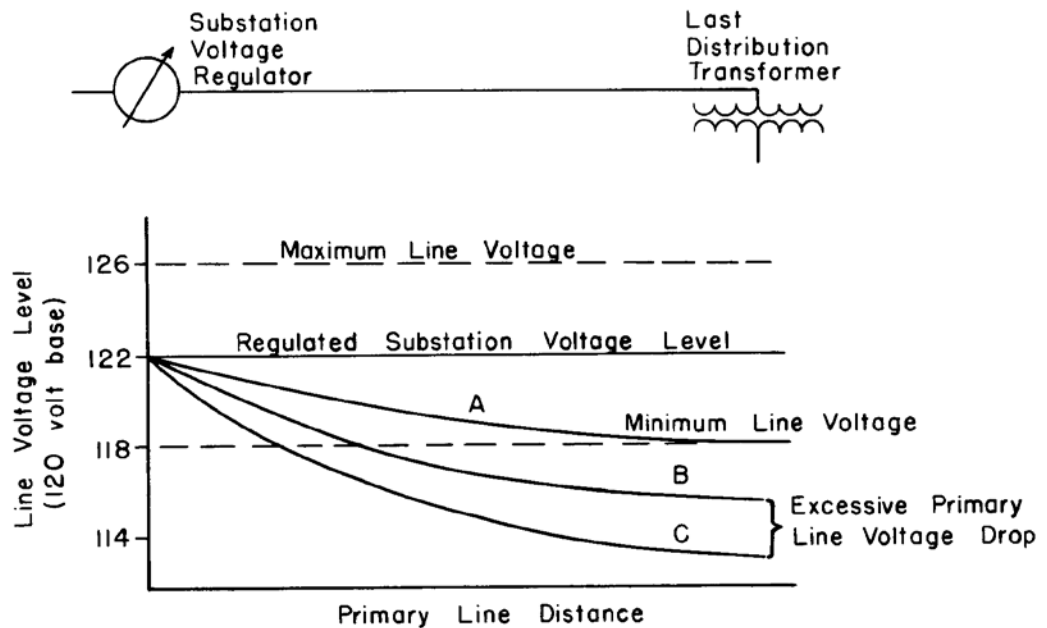 Substation
Voltage
Regulator
Last
Distribution
Transformer
Line Voltage Level
(120 volt base)
126
Maximum Line Voltage
122
Regulated Substation Voltage Level
A
Minimum Line Voltage
118
B
Excessive Primary
Line Voltage Drop
C
114
Primary Line Distance